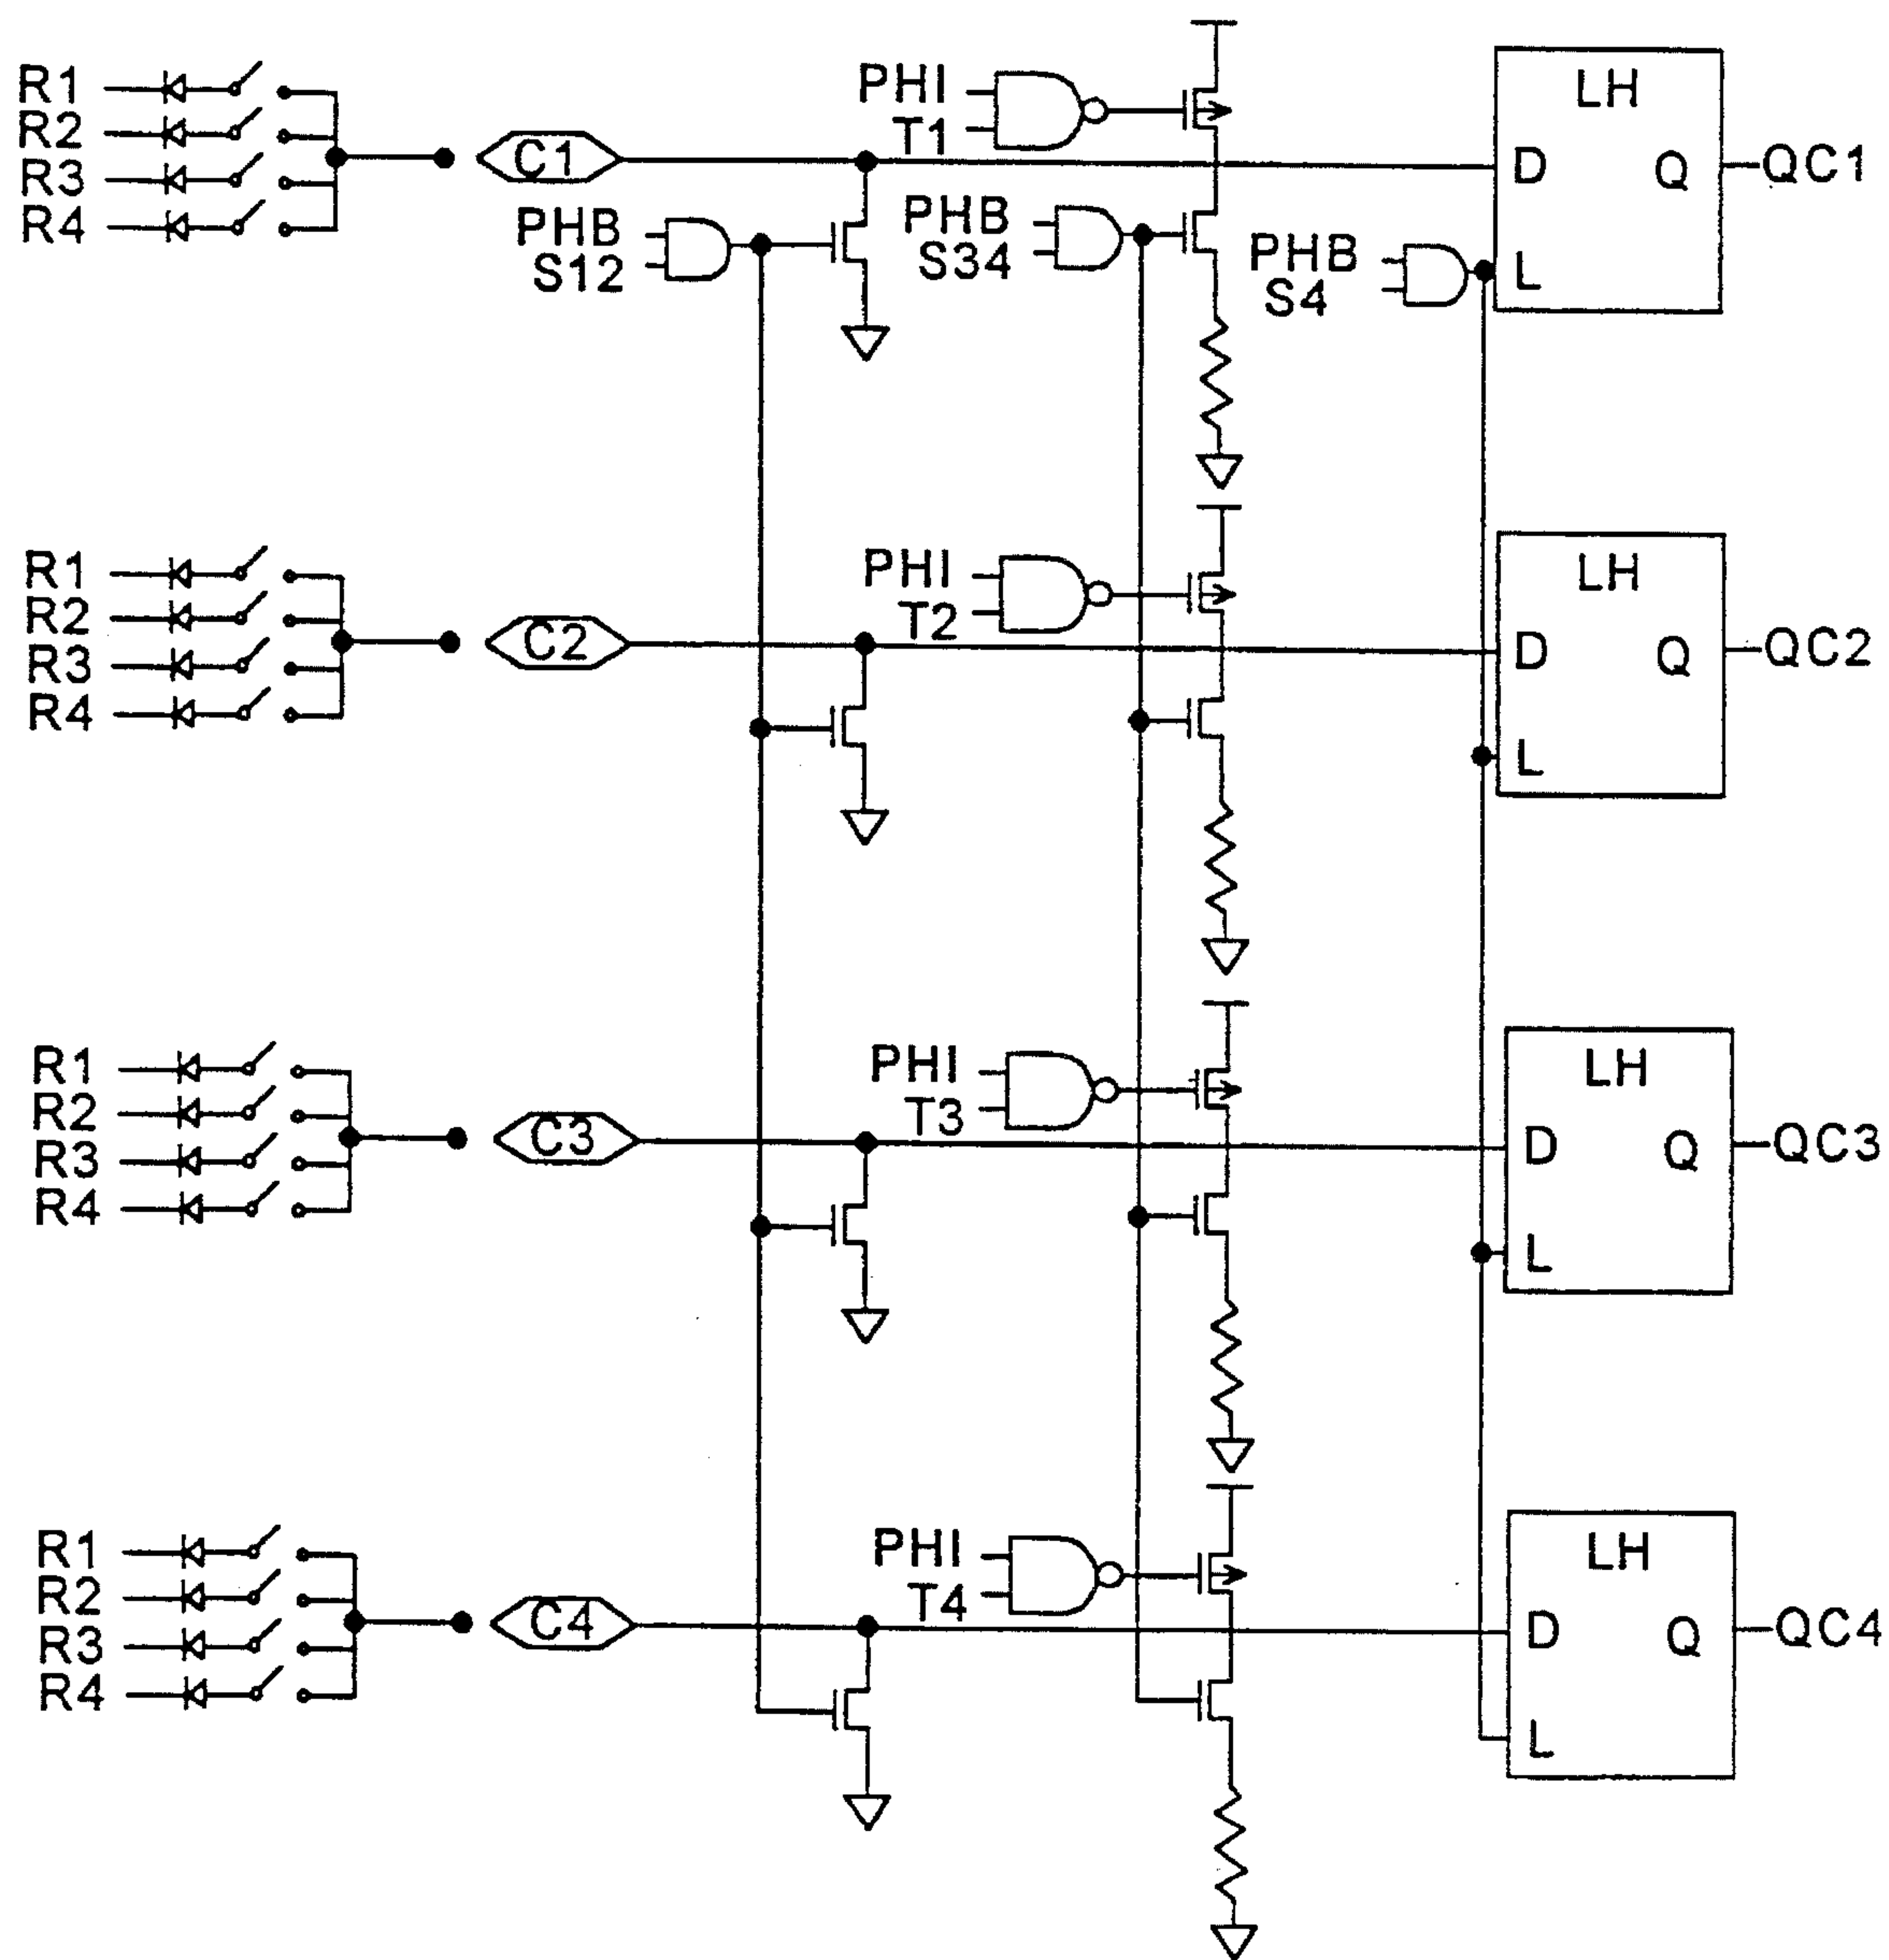 R1
R2
R3
R4
C1
PHB
S12
PHI
T1
PHB
S34
PHB
S4
LH
D
Q
L
QC1
R1
R2
R3
R4
C2
PHI
T2
LH
D
Q
L
QC2
R1
R2
R3
R4
C3
PHI
T3
LH
D
Q
L
QC3
R1
R2
R3
R4
C4
PHI
T4
LH
D
Q
L
QC4